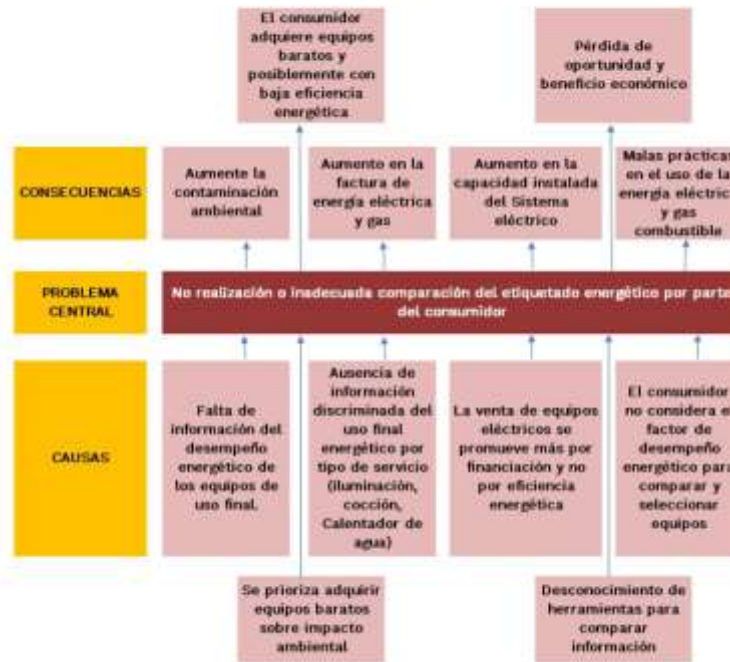 El consumidor
adquiere equipos
baratos y
posiblemente con
baja eficiencia
energética
Pérdida de
oportunidad y
beneficio económico
CONSECUENCIAS
Aumente la
contaminación
ambiental
Aumento en la
factura de
energía eléctrica
y gas
Aumento en la
capacidad instalada
del Sistema
eléctrico
Malas prácticas
en el uso de la
energía eléctrica
y gas
combustible
PROBLEMA
CENTRAL
No realización o inadecuada comparación del etiquetado energético por parte
del consumidor
CAUSAS
Falta de
información del
desempeño
energético de
los equipos de
uso final.
Ausencia de
información
discriminada del
uso final
energético por
tipo de servicio
(iluminación,
cocción,
Calentador de
agua)
La venta de equipos
eléctricos se
promueve más por
financiación y no
por eficiencia
energética
El consumidor
no considera el
factor de
desempeño
energético para
comparar y
seleccionar
equipos
Se prioriza adquirir
equipos baratos
sobre impacto
ambiental
Desconocimiento de
herramientas para
comparar
información